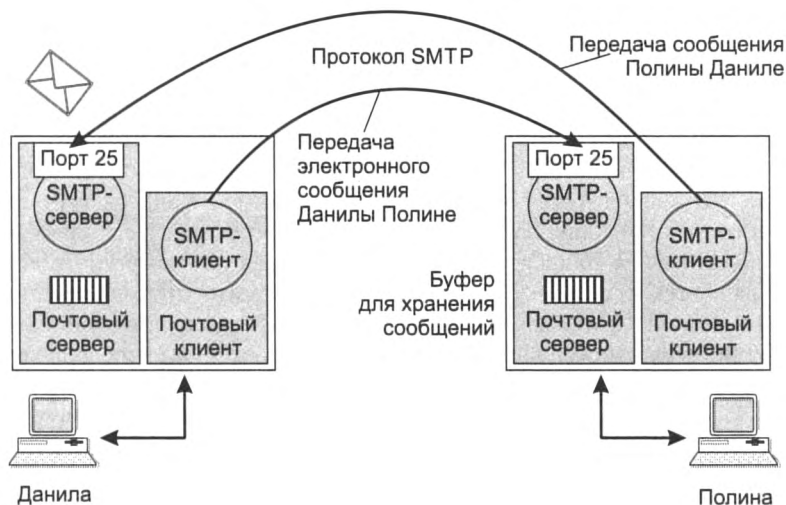 Протокол SMTP
Передача сообщения
Полины Даниле
Передача
электронного
сообщения
Данилы Полине
Порт 25
SMTP-
сервер
SMTP-
клиент
Почтовый
сервер
Почтовый
клиент
Буфер
для хранения
сообщений
Порт 25
SMTP-
сервер
SMTP-
клиент
Почтовый
сервер
Почтовый
клиент
Данила
Полина